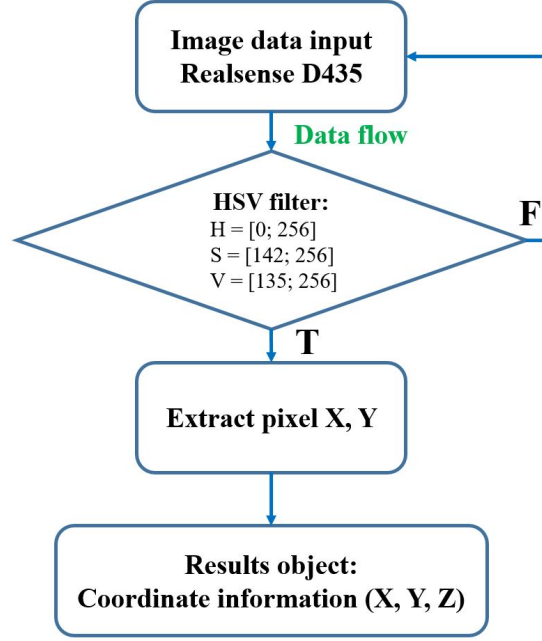 Image data input
Realsense D435
Data flow
HSV filter:
H = [0; 256]
S = [142; 256]
V = [135; 256]
F
T
Extract pixel X, Y
Results object:
Coordinate information (X, Y, Z)